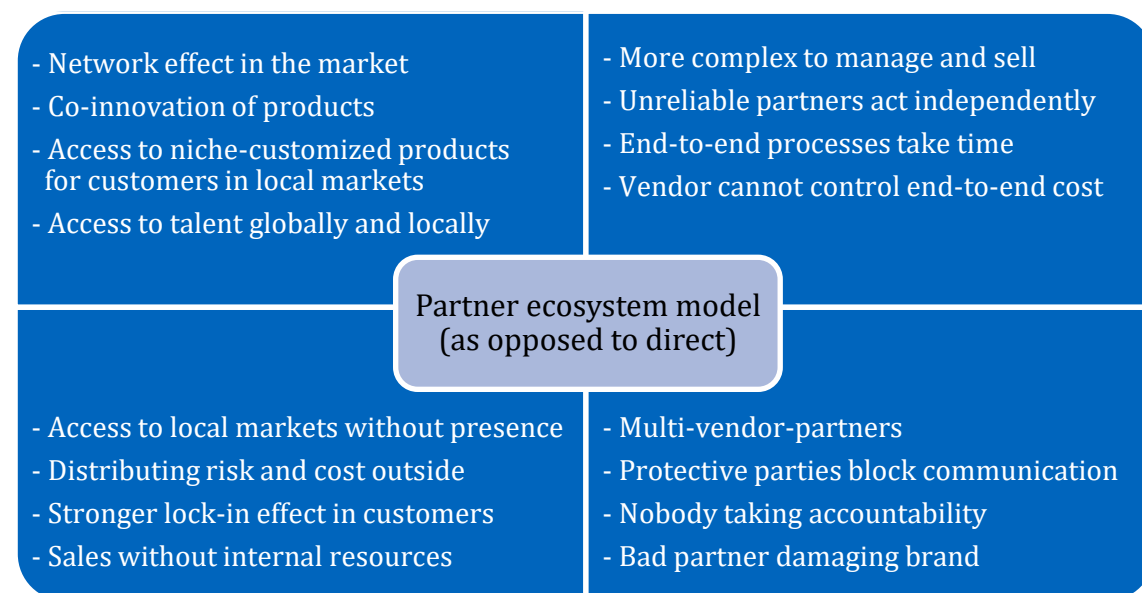 - Network effect in the market
- Co-innovation of products
- Access to niche-customized products
for customers in local markets
- Access to talent globally and locally
- More complex to manage and sell
- Unreliable partners act independently
- End-to-end processes take time
- Vendor cannot control end-to-end cost
Partner ecosystem model
(as opposed to direct)
- Access to local markets without presence
- Distributing risk and cost outside
- Stronger lock-in effect in customers
- Sales without internal resources
- Multi-vendor-partners
- Protective parties block communication
- Nobody taking accountability
- Bad partner damaging brand